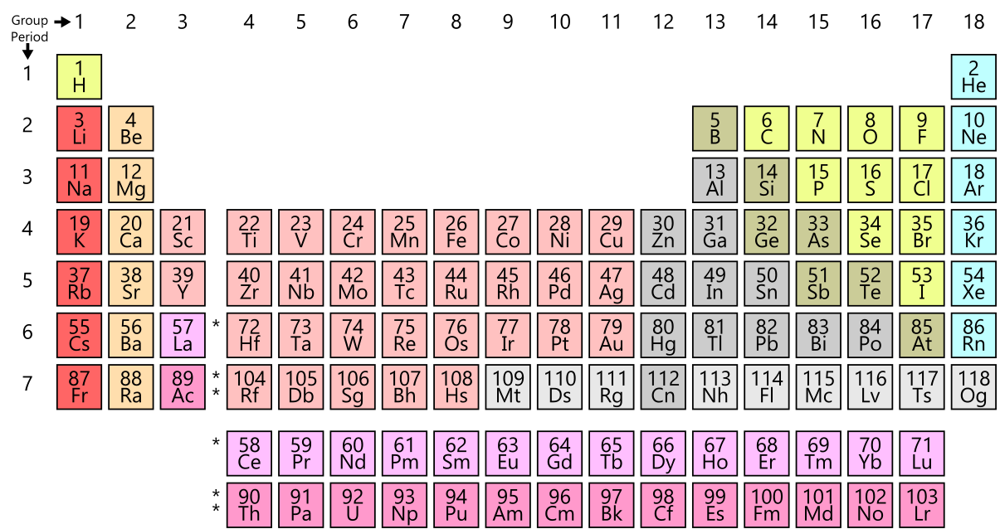 Group 1 2 3 4 5 6 7 8 9 10 11 12 13 14 15 16 17 18
Period
1 1 2
H He
2 3 4 5 6 7 8 9 10
Li Be B C N O F Ne
3 11 12 13 14 15 16 17 18
Na Mg Al Si P S Cl Ar
4 19 20 21 22 23 24 25 26 27 28 29 30 31 32 33 34 35 36
K Ca Sc Ti V Cr Mn Fe Co Ni Cu Zn Ga Ge As Se Br Kr
5 37 38 39 40 41 42 43 44 45 46 47 48 49 50 51 52 53 54
Rb Sr Y Zr Nb Mo Tc Ru Rh Pd Ag Cd In Sn Sb Te I Xe
6 55 56 57 * 72 73 74 75 76 77 78 79 80 81 82 83 84 85 86
Cs Ba La Hf Ta W Re Os Ir Pt Au Hg Tl Pb Bi Po At Rn
7 87 88 89 * 104 105 106 107 108 109 110 111 112 113 114 115 116 117 118
Fr Ra Ac * Rf Db Sg Bh Hs Mt Ds Rg Cn Nh Fl Mc Lv Ts Og
* 58 59 60 61 62 63 64 65 66 67 68 69 70 71
Ce Pr Nd Pm Sm Eu Gd Tb Dy Ho Er Tm Yb Lu
* 90 91 92 93 94 95 96 97 98 99 100 101 102 103
* Th Pa U Np Pu Am Cm Bk Cf Es Fm Md No Lr